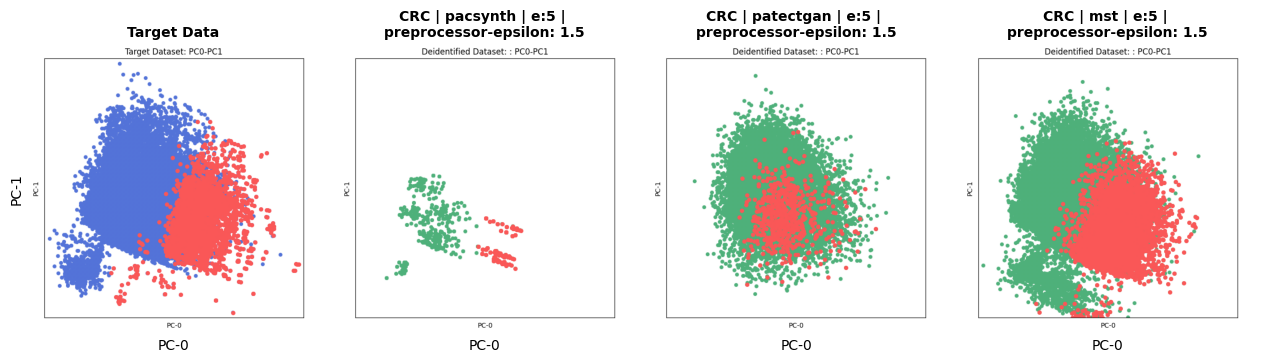 Target Data
Target Dataset: PC0-PC1
PC-1
PC-1
PC-0
PC-0
CRC | pacsynth | e:5 |
preprocessor-epsilon: 1.5
Deidentified Dataset: : PC0-PC1
PC-1
PC-0
PC-0
CRC | patectgan | e:5 |
preprocessor-epsilon: 1.5
Deidentified Dataset: : PC0-PC1
PC-1
PC-0
PC-0
CRC | mst | e:5 |
preprocessor-epsilon: 1.5
Deidentified Dataset: : PC0-PC1
PC-1
PC-0
PC-0